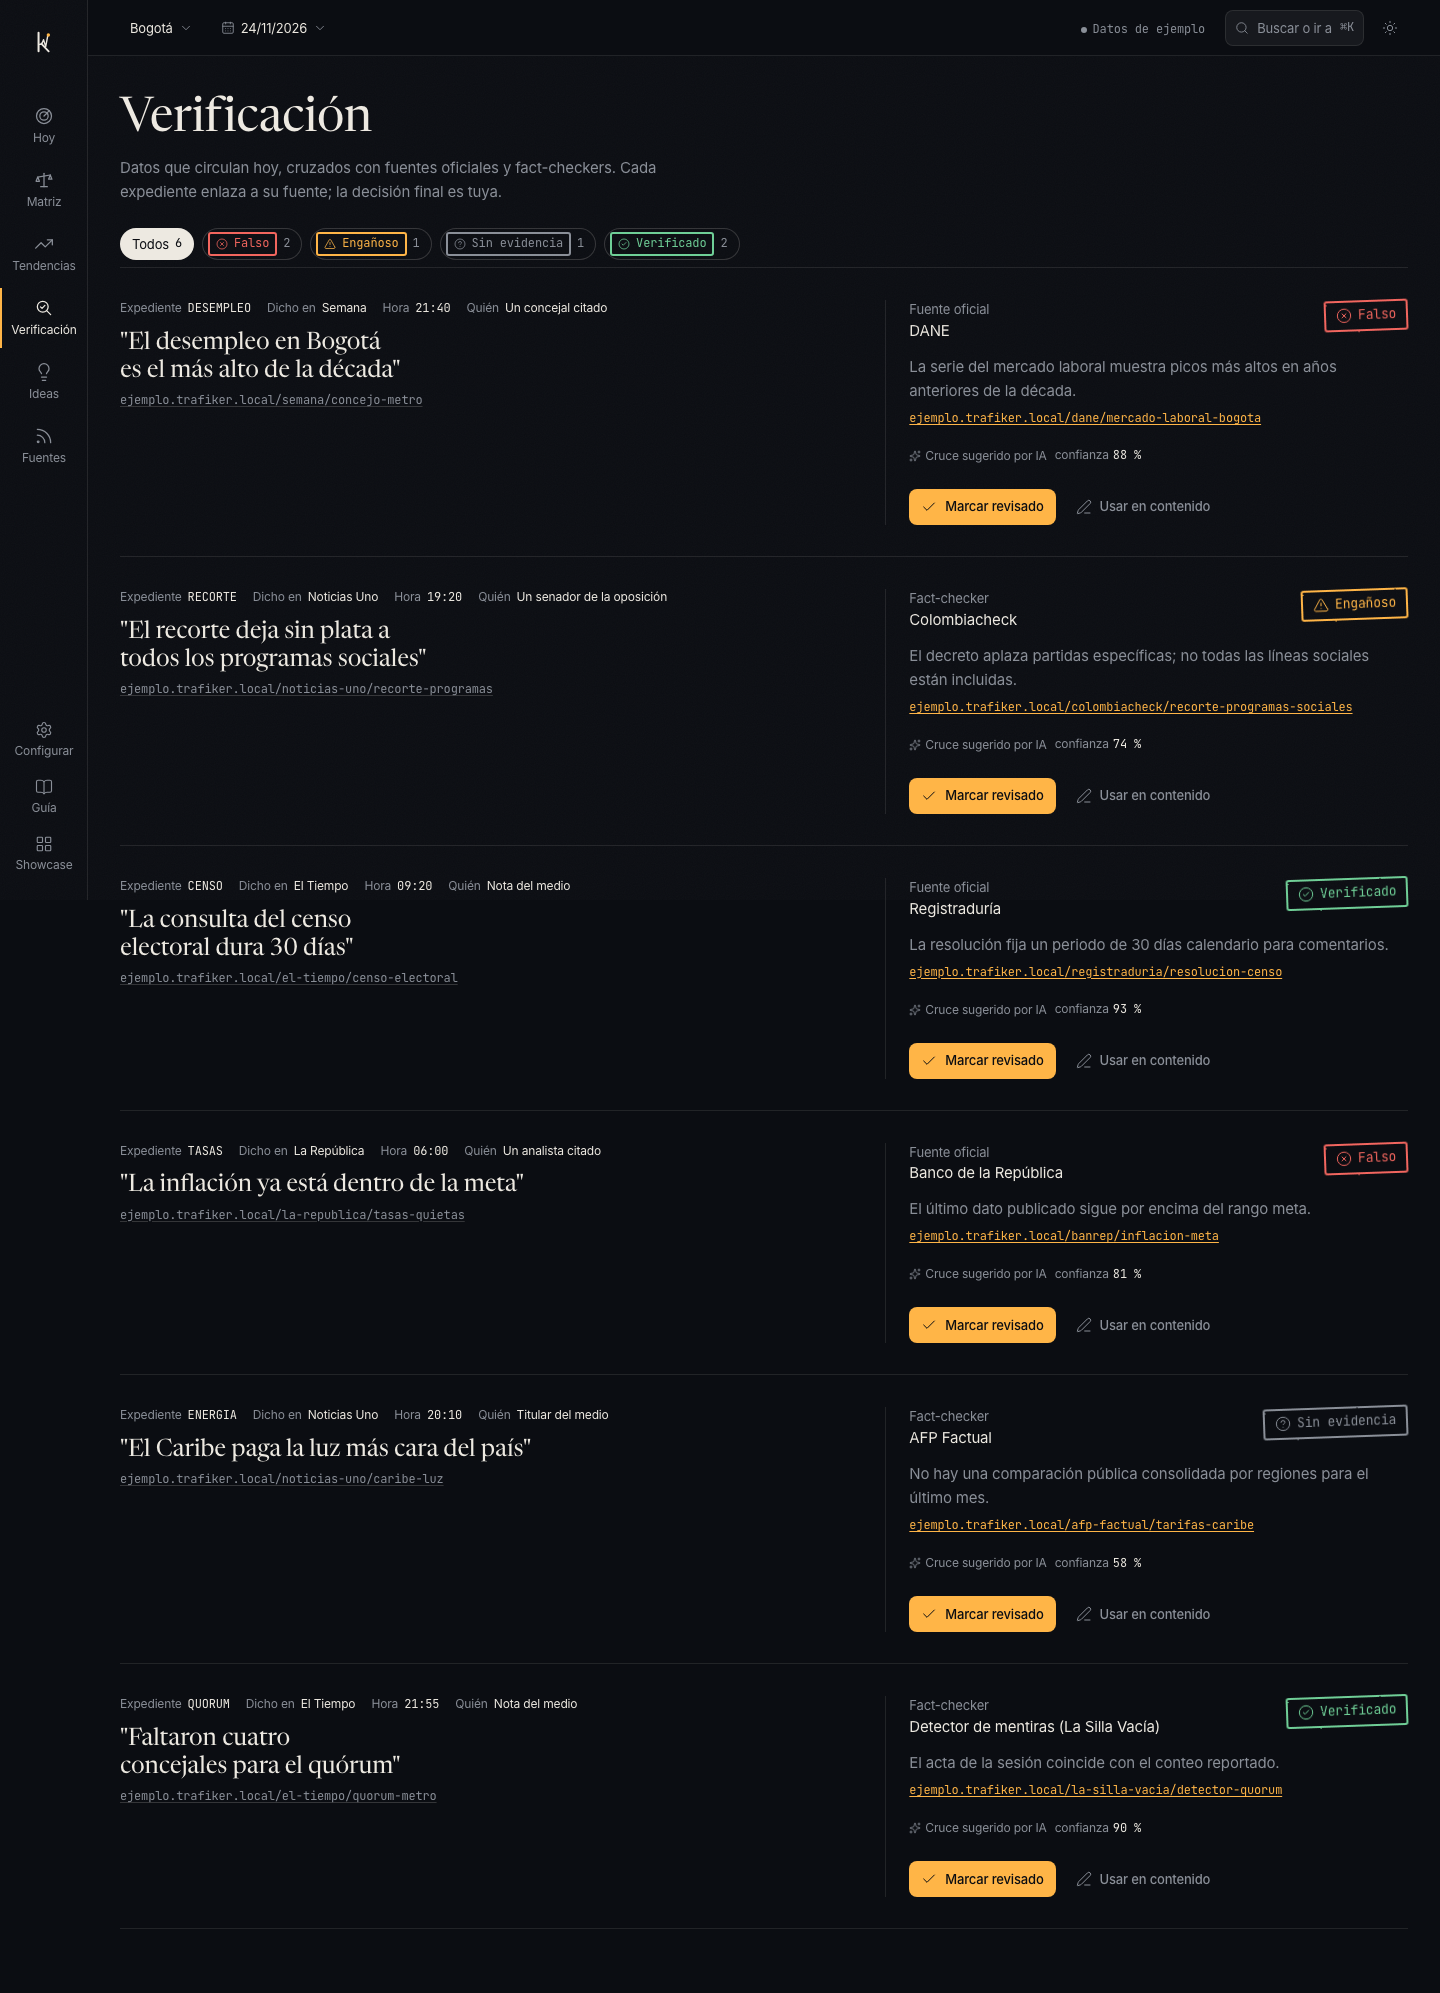 Bogotá
24/11/2026
Datos de ejemplo
Buscar o ir a ⌘K
Hoy
Matriz
Tendencias
Verificación
Ideas
Fuentes
Configurar
Guía
Showcase
Verificación
Datos que circulan hoy, cruzados con fuentes oficiales y fact-checkers. Cada
expediente enlaza a su fuente; la decisión final es tuya.
Todos 6 Falso 2 Engañoso 1 Sin evidencia 1 Verificado 2
Expediente DESEMPLEO Dicho en Semana Hora 21:40 Quién Un concejal citado
"El desempleo en Bogotá
es el más alto de la década"
ejemplo.trafiker.local/semana/concejo-metro
Fuente oficial
DANE
Falso
La serie del mercado laboral muestra picos más altos en años
anteriores de la década.
ejemplo.trafiker.local/dane/mercado-laboral-bogota
Cruce sugerido por IA confianza 88 %
Marcar revisado Usar en contenido
Expediente RECORTE Dicho en Noticias Uno Hora 19:20 Quién Un senador de la oposición
"El recorte deja sin plata a
todos los programas sociales"
ejemplo.trafiker.local/noticias-uno/recorte-programas
Fact-checker
Colombiacheck
Engañoso
El decreto aplaza partidas específicas; no todas las líneas sociales
están incluidas.
ejemplo.trafiker.local/colombiacheck/recorte-programas-sociales
Cruce sugerido por IA confianza 74 %
Marcar revisado Usar en contenido
Expediente CENSO Dicho en El Tiempo Hora 09:20 Quién Nota del medio
"La consulta del censo
electoral dura 30 días"
ejemplo.trafiker.local/el-tiempo/censo-electoral
Fuente oficial
Registraduría
Verificado
La resolución fija un periodo de 30 días calendario para comentarios.
ejemplo.trafiker.local/registraduria/resolucion-censo
Cruce sugerido por IA confianza 93 %
Marcar revisado Usar en contenido
Expediente TASAS Dicho en La República Hora 06:00 Quién Un analista citado
"La inflación ya está dentro de la meta"
ejemplo.trafiker.local/la-republica/tasas-quietas
Fuente oficial
Banco de la República
Falso
El último dato publicado sigue por encima del rango meta.
ejemplo.trafiker.local/banrep/inflacion-meta
Cruce sugerido por IA confianza 81 %
Marcar revisado Usar en contenido
Expediente ENERGIA Dicho en Noticias Uno Hora 20:10 Quién Titular del medio
"El Caribe paga la luz más cara del país"
ejemplo.trafiker.local/noticias-uno/caribe-luz
Fact-checker
AFP Factual
Sin evidencia
No hay una comparación pública consolidada por regiones para el
último mes.
ejemplo.trafiker.local/afp-factual/tarifas-caribe
Cruce sugerido por IA confianza 58 %
Marcar revisado Usar en contenido
Expediente QUORUM Dicho en El Tiempo Hora 21:55 Quién Nota del medio
"Faltaron cuatro
concejales para el quórum"
ejemplo.trafiker.local/el-tiempo/quorum-metro
Fact-checker
Detector de mentiras (La Silla Vacía)
Verificado
El acta de la sesión coincide con el conteo reportado.
ejemplo.trafiker.local/la-silla-vacia/detector-quorum
Cruce sugerido por IA confianza 90 %
Marcar revisado Usar en contenido